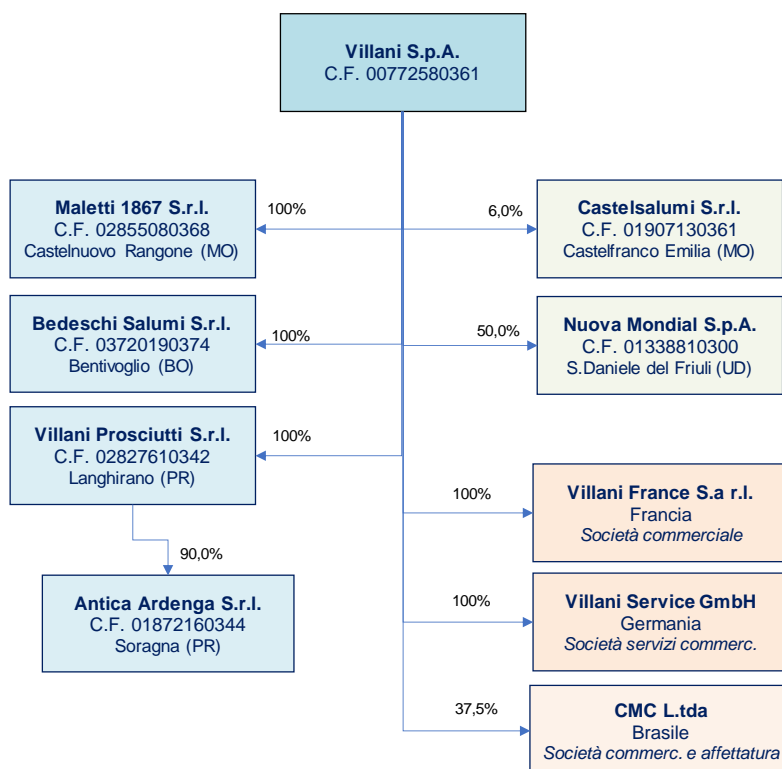 Villani S.p.A.
C.F. 00772580361
Maletti 1867 S.r.l.
C.F. 02855080368
Castelnuovo Rangone (MO)
100%
6,0%
Castelsalumi S.r.l.
C.F. 01907130361
Castelfranco Emilia (MO)
Bedeschi Salumi S.r.l.
C.F. 03720190374
Bentivoglio (BO)
100%
50,0%
Nuova Mondial S.p.A.
C.F. 01338810300
S.Daniele del Friuli (UD)
Villani Prosciutti S.r.l.
C.F. 02827610342
Langhirano (PR)
100%
90,0%
Antica Ardenga S.r.l.
C.F. 01872160344
Soragna (PR)
100%
Villani France S.a r.l.
Francia
Società commerciale
100%
Villani Service GmbH
Germania
Società servizi commerc.
37,5%
CMC L.tda
Brasile
Società commerc. e affettatura